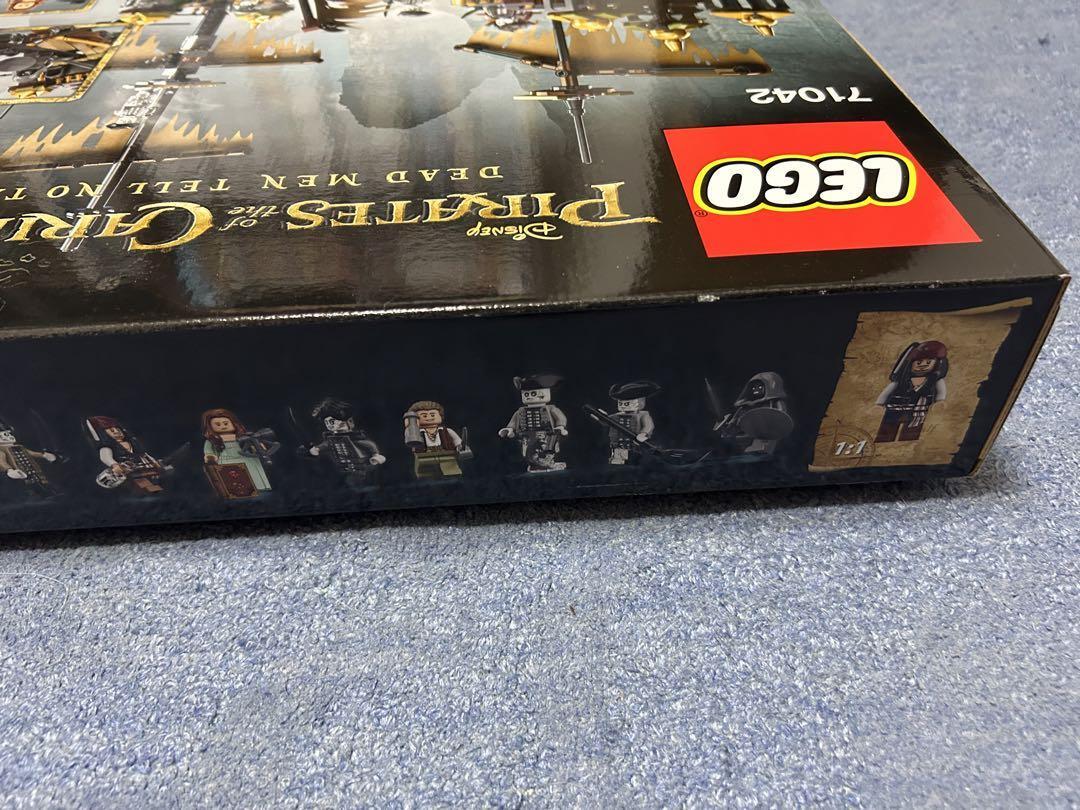 LEGO®
71042
Disney
PIRATES of the CARI
DEAD MEN TELL NO T
1:1